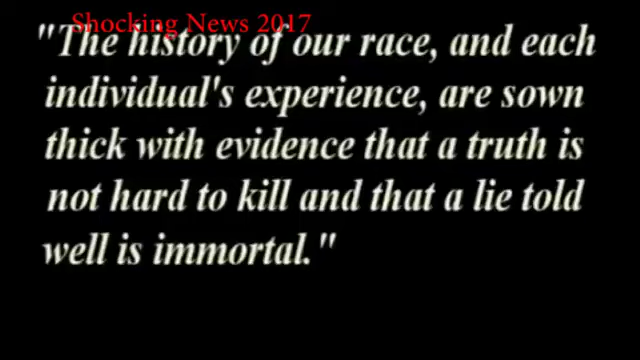 Shocking News 2017
"The history of our race, and each
individual's experience, are sown
thick with evidence that a truth is
not hard to kill and that a lie told
well is immortal."